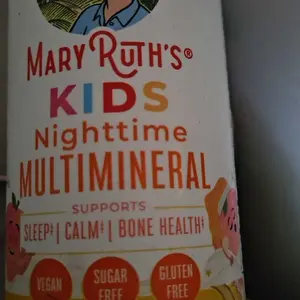 MARY RUTH'S®
KIDS
Nighttime
MULTIMINERAL
SUPPORTS
SLEEP‡ | CALM‡ | BONE HEALTH‡
VEGAN
SUGAR FREE
GLUTEN FREE